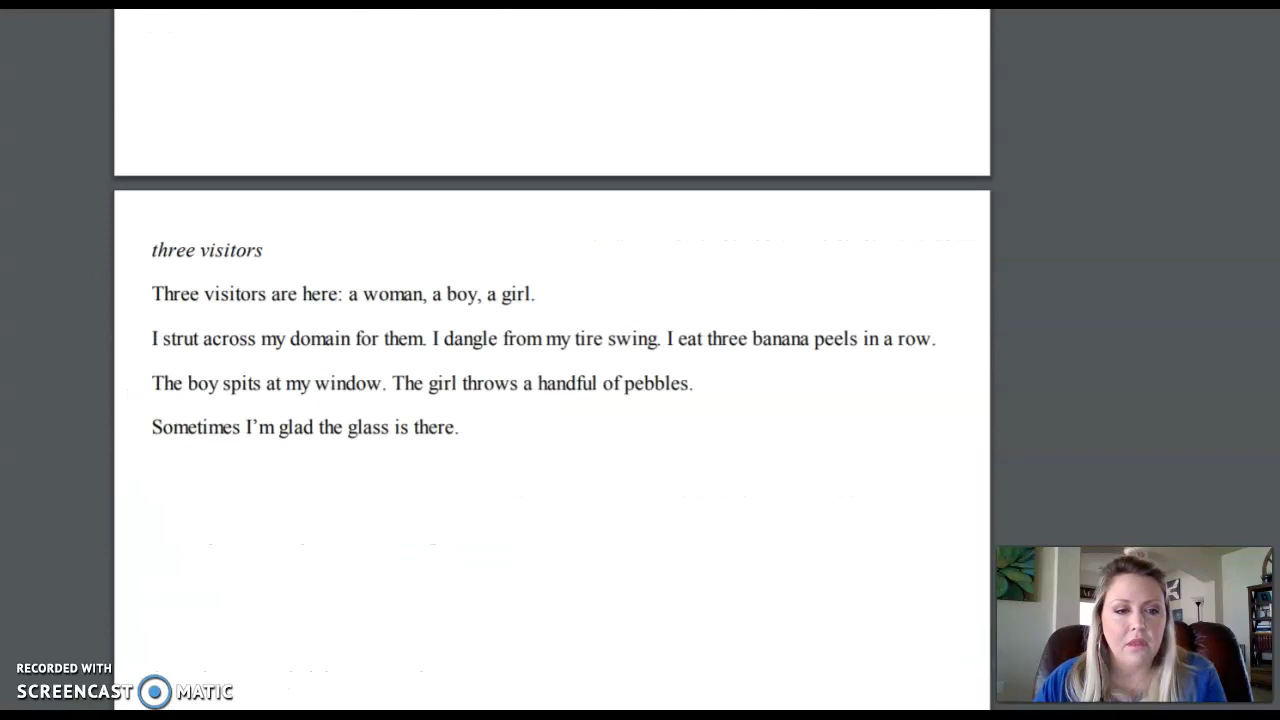 three visitors
Three visitors are here: a woman, a boy, a girl.
I strut across my domain for them. I dangle from my tire swing. I eat three banana peels in a row.
The boy spits at my window. The girl throws a handful of pebbles.
Sometimes I'm glad the glass is there.
RECORDED WITH
SCREENCAST MATIC